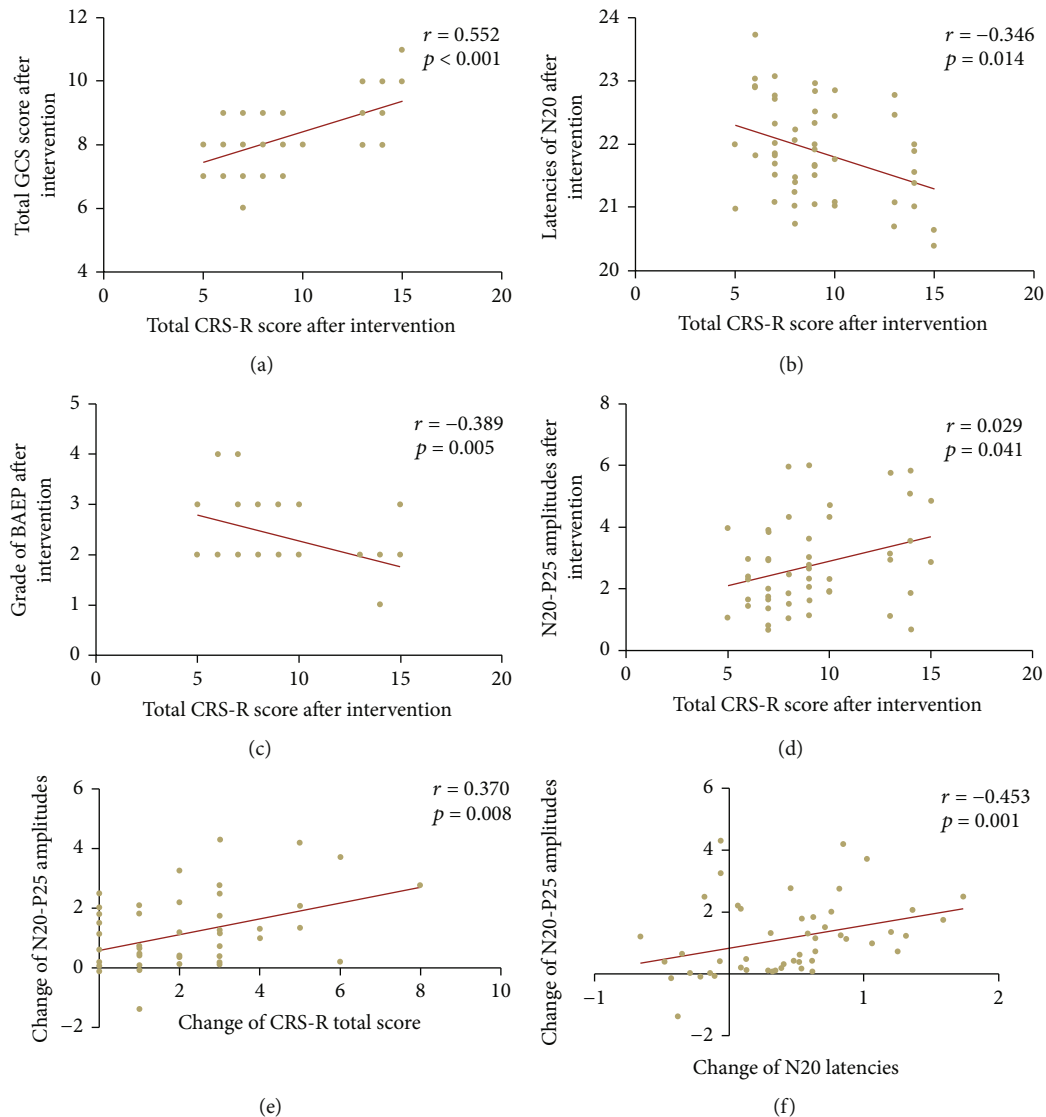 12
10
8
6
4
0
5
10
15
20
Total GCS score after
intervention
Total CRS-R score after intervention
r = 0.552
p < 0.001
(a)
24
23
22
21
20
0
5
10
15
20
Latencies of N20 after
intervention
Total CRS-R score after intervention
r = −0.346
p = 0.014
(b)
5
4
3
2
1
0
0
5
10
15
20
Grade of BAEP after
intervention
Total CRS-R score after intervention
r = −0.389
p = 0.005
(c)
8
6
4
2
0
0
5
10
15
20
N20-P25 amplitudes after
intervention
Total CRS-R score after intervention
r = 0.029
p = 0.041
(d)
6
4
2
0
−2
2
4
6
8
10
Change of N20-P25 amplitudes
Change of CRS-R total score
r = 0.370
p = 0.008
(e)
6
4
2
0
−2
−1
1
2
Change of N20-P25 amplitudes
Change of N20 latencies
r = −0.453
p = 0.001
(f)